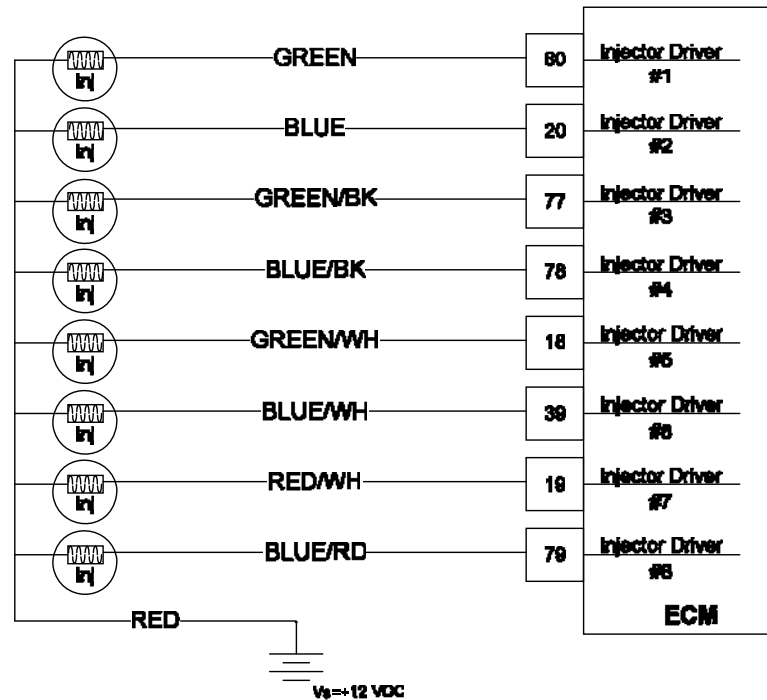 GREEN
80
Injector Driver
#1
Inj
BLUE
20
Injector Driver
#2
Inj
GREEN/BK
77
Injector Driver
#3
Inj
BLUE/BK
78
Injector Driver
#4
Inj
GREEN/WH
18
Injector Driver
#5
Inj
BLUE/WH
39
Injector Driver
#6
Inj
RED/WH
19
Injector Driver
#7
Inj
BLUE/RD
79
Injector Driver
#8
Inj
RED
ECM
Vs=+12 VDC